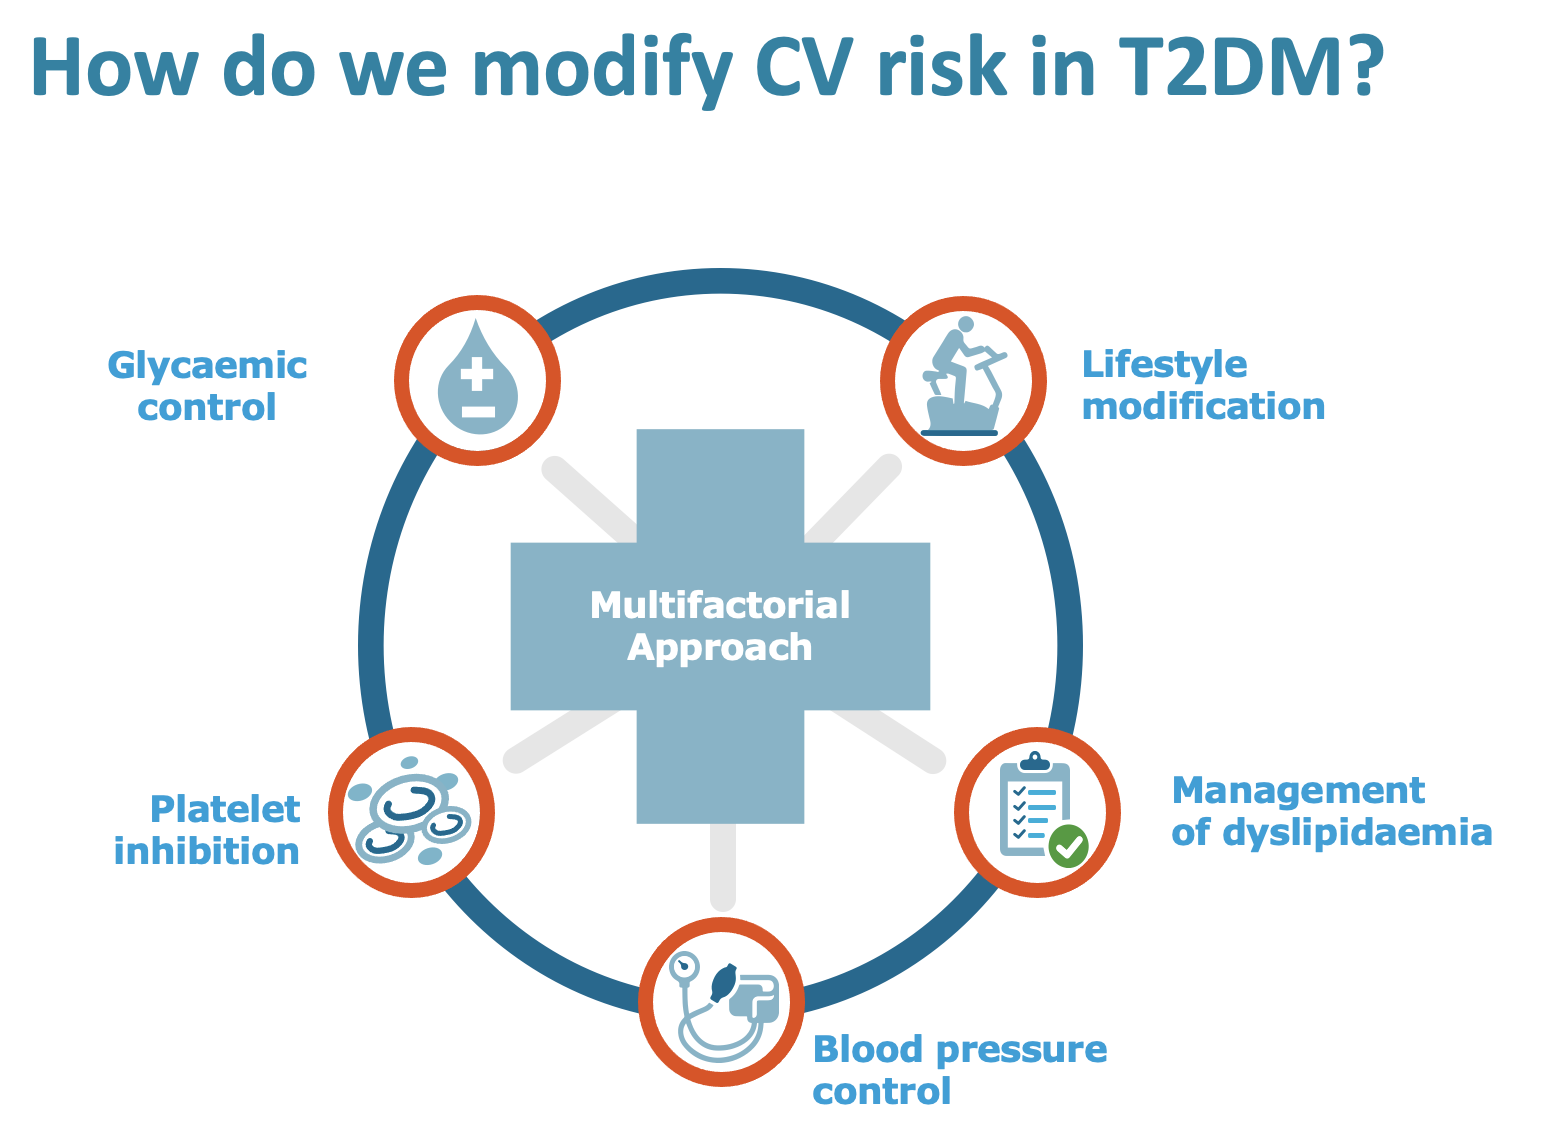 How do we modify CV risk in T2DM?
Glycaemic
control
Lifestyle
modification
Multifactorial
Approach
Platelet
inhibition
Management
of dyslipidaemia
Blood pressure
control